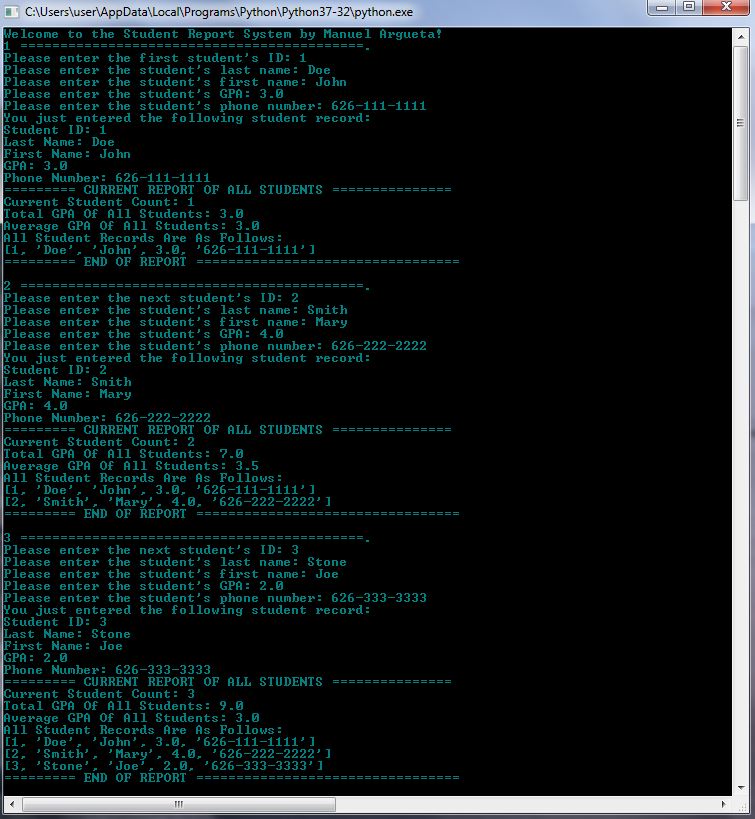 C:\Users\user\AppData\Local\Programs\Python\Python37-32\python.exe
Welcome to the Student Report System by Manuel Argueta!
1 ===========================================.
Please enter the first student's ID: 1
Please enter the student's last name: Doe
Please enter the student's first name: John
Please enter the student's GPA: 3.0
Please enter the student's phone number: 626-111-1111
You just entered the following student record:
Student ID: 1
Last Name: Doe
First Name: John
GPA: 3.0
Phone Number: 626-111-1111
========= CURRENT REPORT OF ALL STUDENTS ===============
Current Student Count: 1
Total GPA Of All Students: 3.0
Average GPA Of All Students: 3.0
All Student Records Are As Follows:
[1, 'Doe', 'John', 3.0, '626-111-1111']
========= END OF REPORT =================================
2 ===========================================.
Please enter the next student's ID: 2
Please enter the student's last name: Smith
Please enter the student's first name: Mary
Please enter the student's GPA: 4.0
Please enter the student's phone number: 626-222-2222
You just entered the following student record:
Student ID: 2
Last Name: Smith
First Name: Mary
GPA: 4.0
Phone Number: 626-222-2222
========= CURRENT REPORT OF ALL STUDENTS ===============
Current Student Count: 2
Total GPA Of All Students: 7.0
Average GPA Of All Students: 3.5
All Student Records Are As Follows:
[1, 'Doe', 'John', 3.0, '626-111-1111']
[2, 'Smith', 'Mary', 4.0, '626-222-2222']
========= END OF REPORT =================================
3 ===========================================.
Please enter the next student's ID: 3
Please enter the student's last name: Stone
Please enter the student's first name: Joe
Please enter the student's GPA: 2.0
Please enter the student's phone number: 626-333-3333
You just entered the following student record:
Student ID: 3
Last Name: Stone
First Name: Joe
GPA: 2.0
Phone Number: 626-333-3333
========= CURRENT REPORT OF ALL STUDENTS ===============
Current Student Count: 3
Total GPA Of All Students: 9.0
Average GPA Of All Students: 3.0
All Student Records Are As Follows:
[1, 'Doe', 'John', 3.0, '626-111-1111']
[2, 'Smith', 'Mary', 4.0, '626-222-2222']
[3, 'Stone', 'Joe', 2.0, '626-333-3333']
========= END OF REPORT =================================